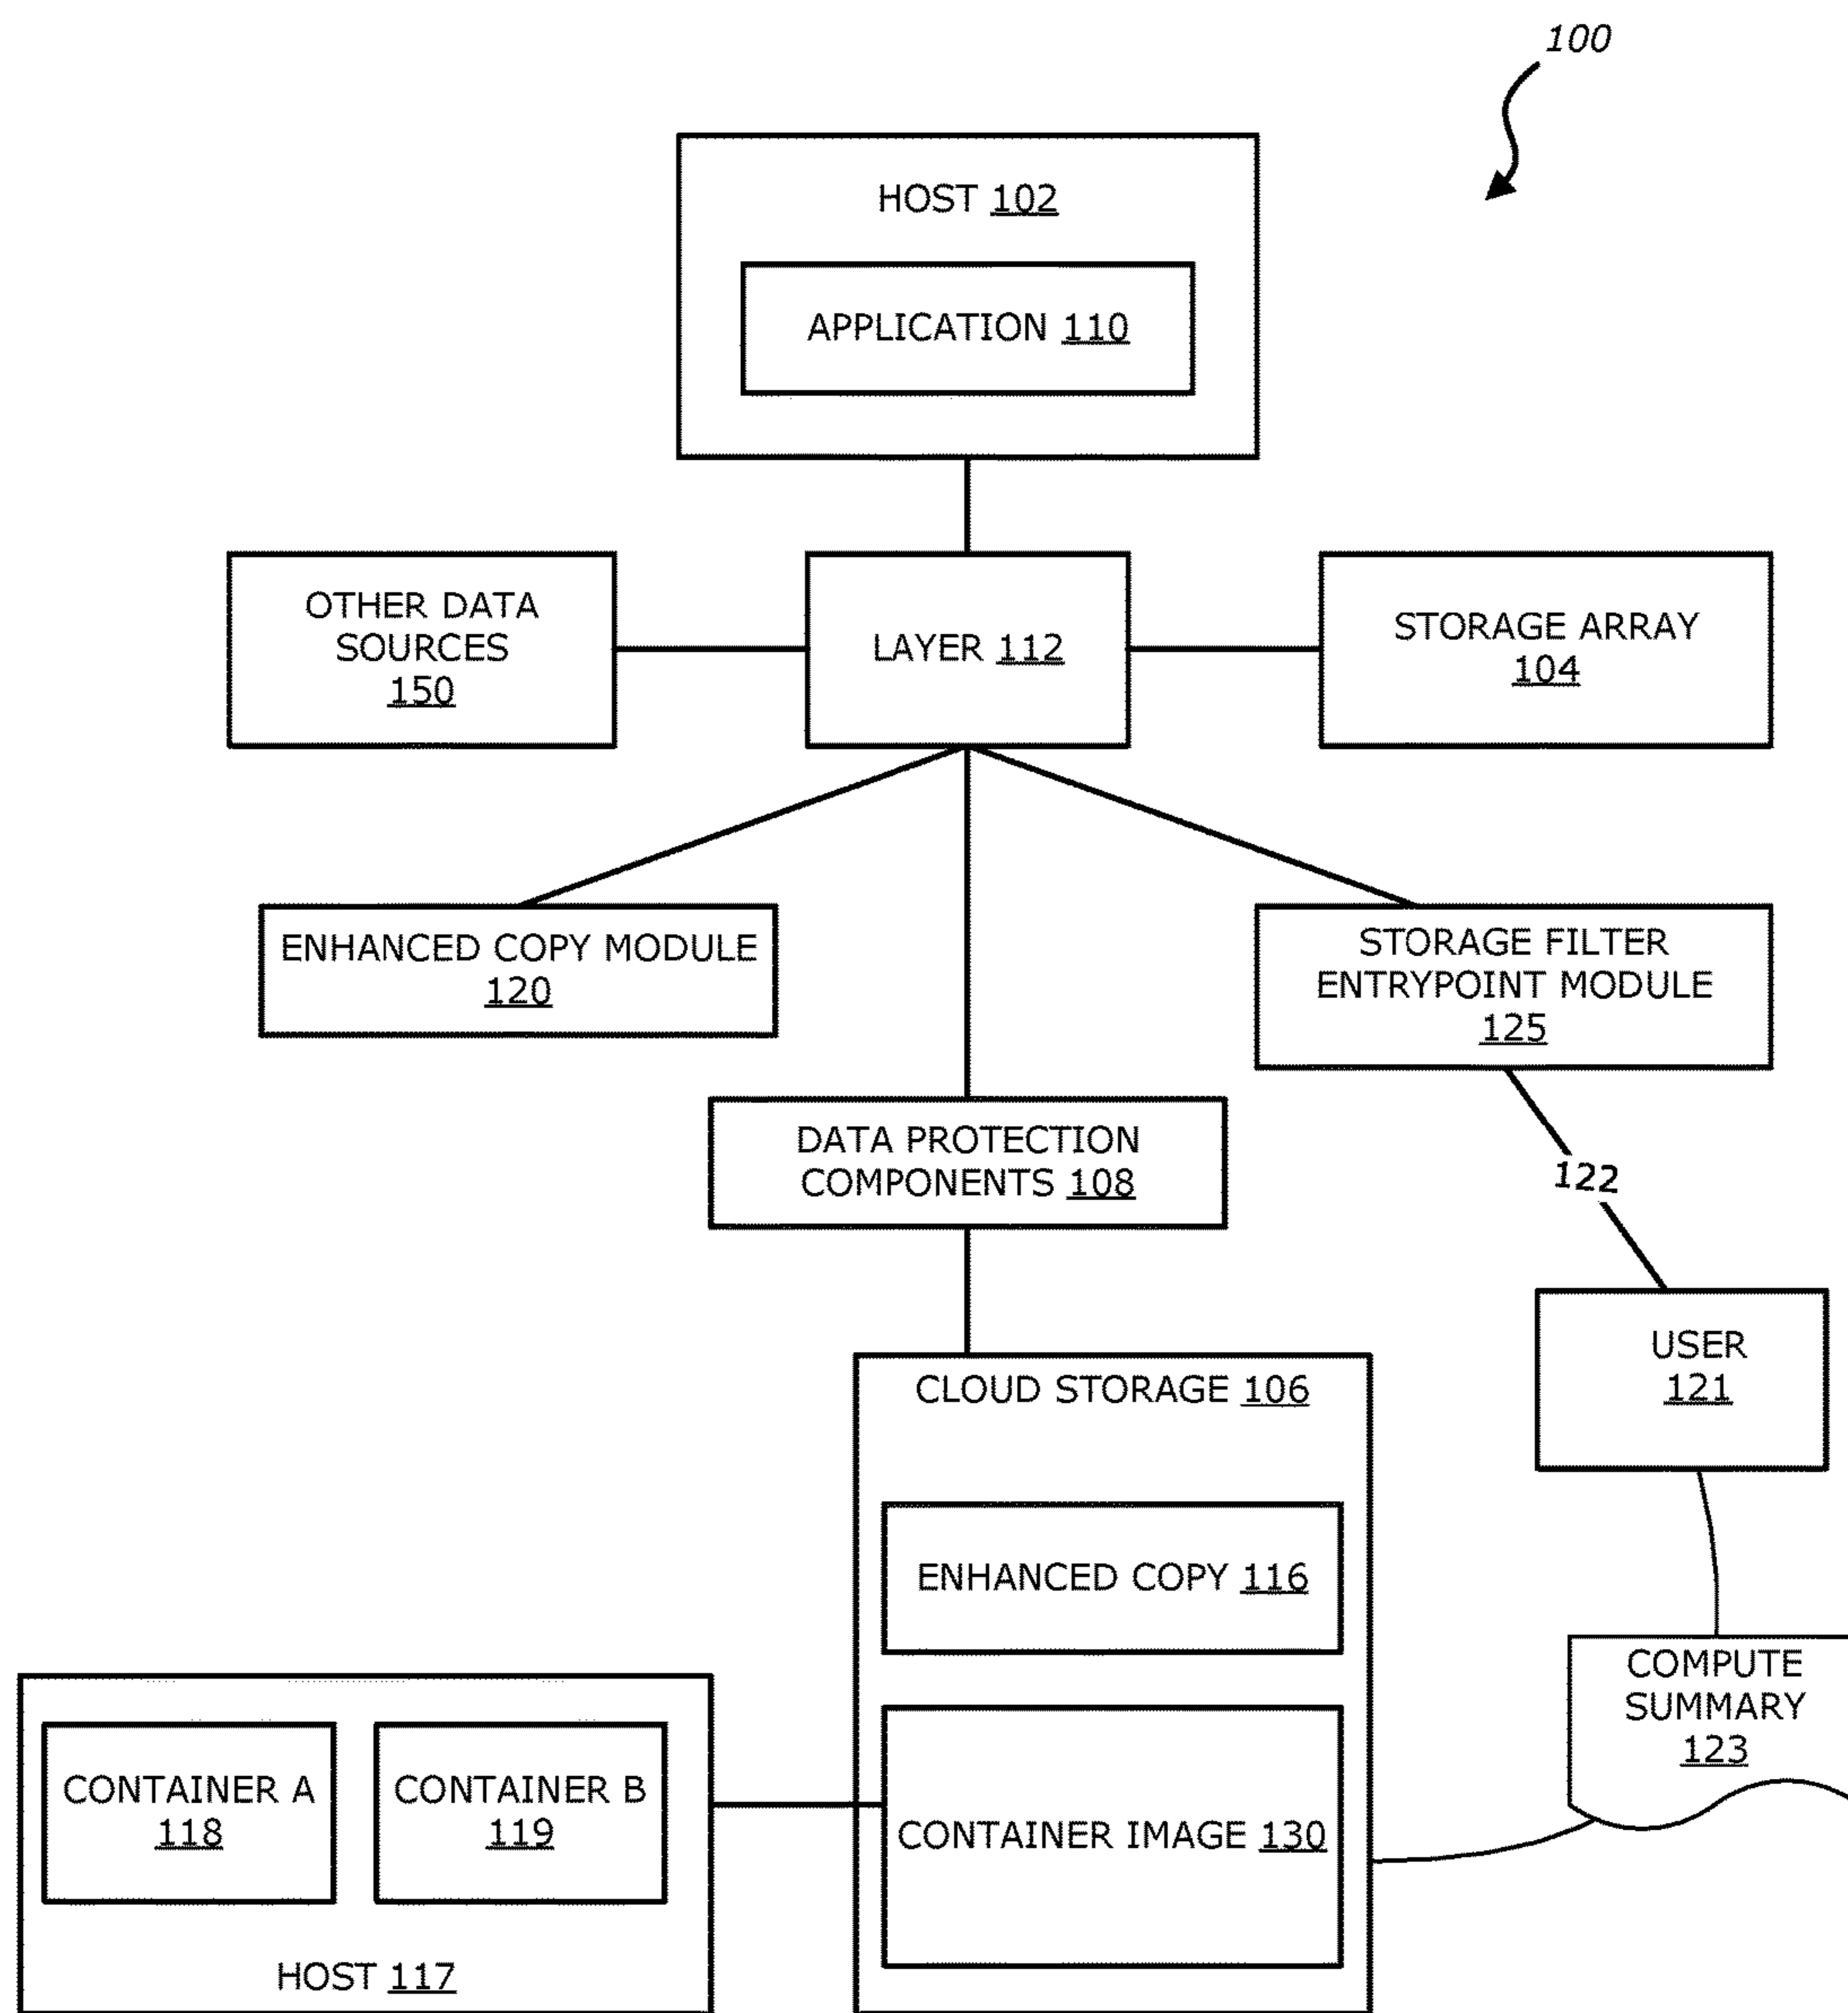 100
HOST 102
APPLICATION 110
OTHER DATA
SOURCES
150
LAYER 112
STORAGE ARRAY
104
ENHANCED COPY MODULE
120
STORAGE FILTER
ENTRYPOINT MODULE
125
DATA PROTECTION
COMPONENTS 108
122
USER
121
CLOUD STORAGE 106
ENHANCED COPY 116
COMPUTE
SUMMARY
123
CONTAINER A
118
CONTAINER B
119
CONTAINER IMAGE 130
HOST 117